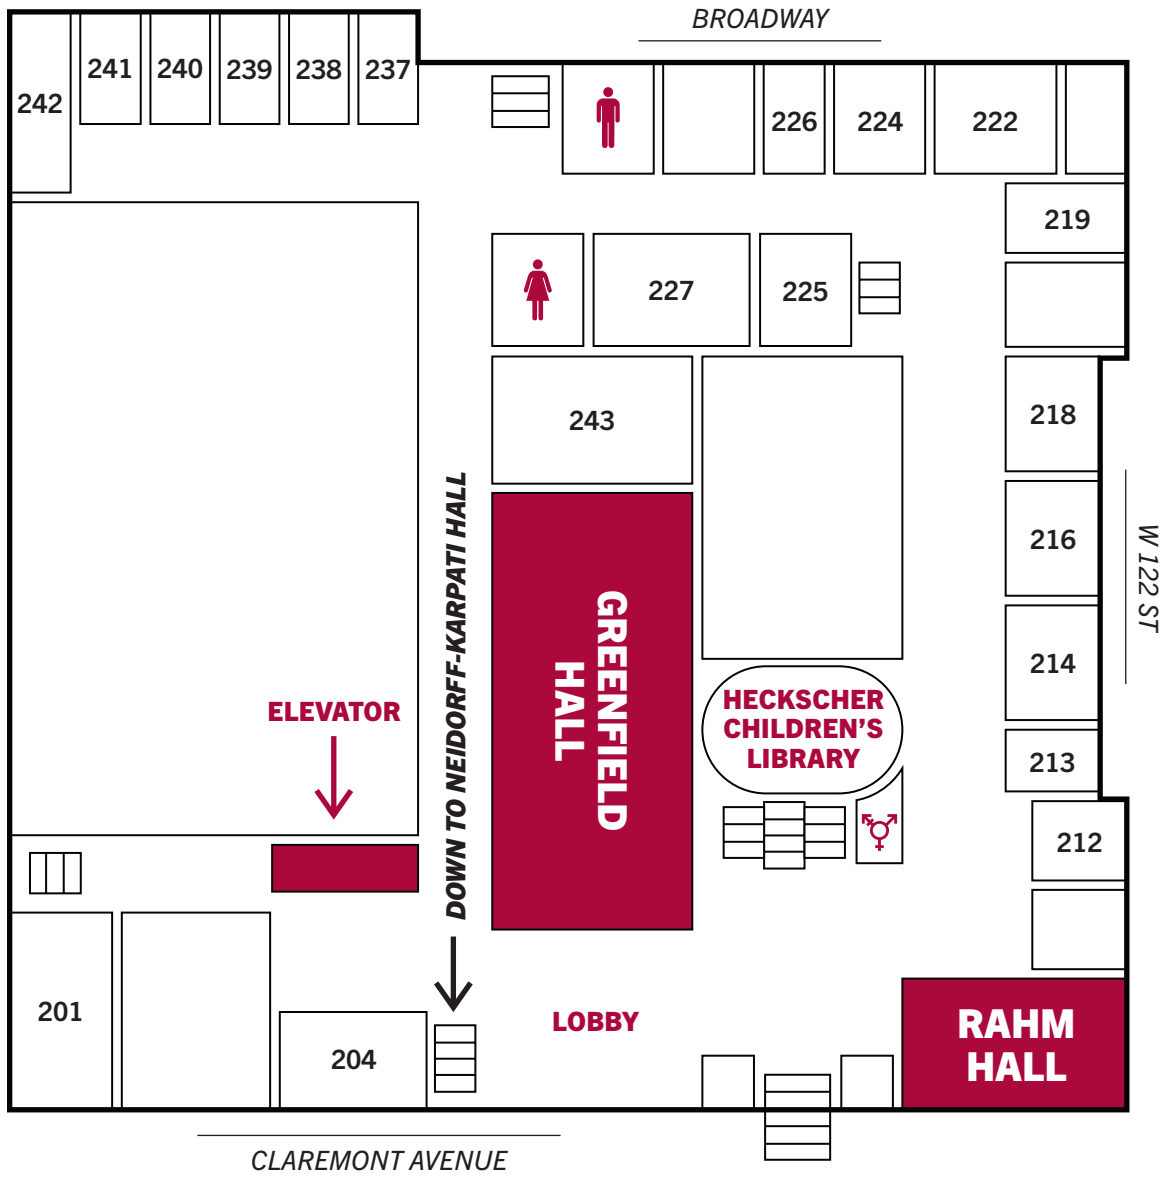 BROADWAY
241
240
239
238
237
242
226
224
222
219
227
225
243
218
216
W 122 ST
DOWN TO NEIDORFF-KARPATI HALL
GREENFIELD
HALL
214
ELEVATOR
HECKSCHER
CHILDREN'S
LIBRARY
213
212
201
LOBBY
RAHM
HALL
204
CLAREMONT AVENUE